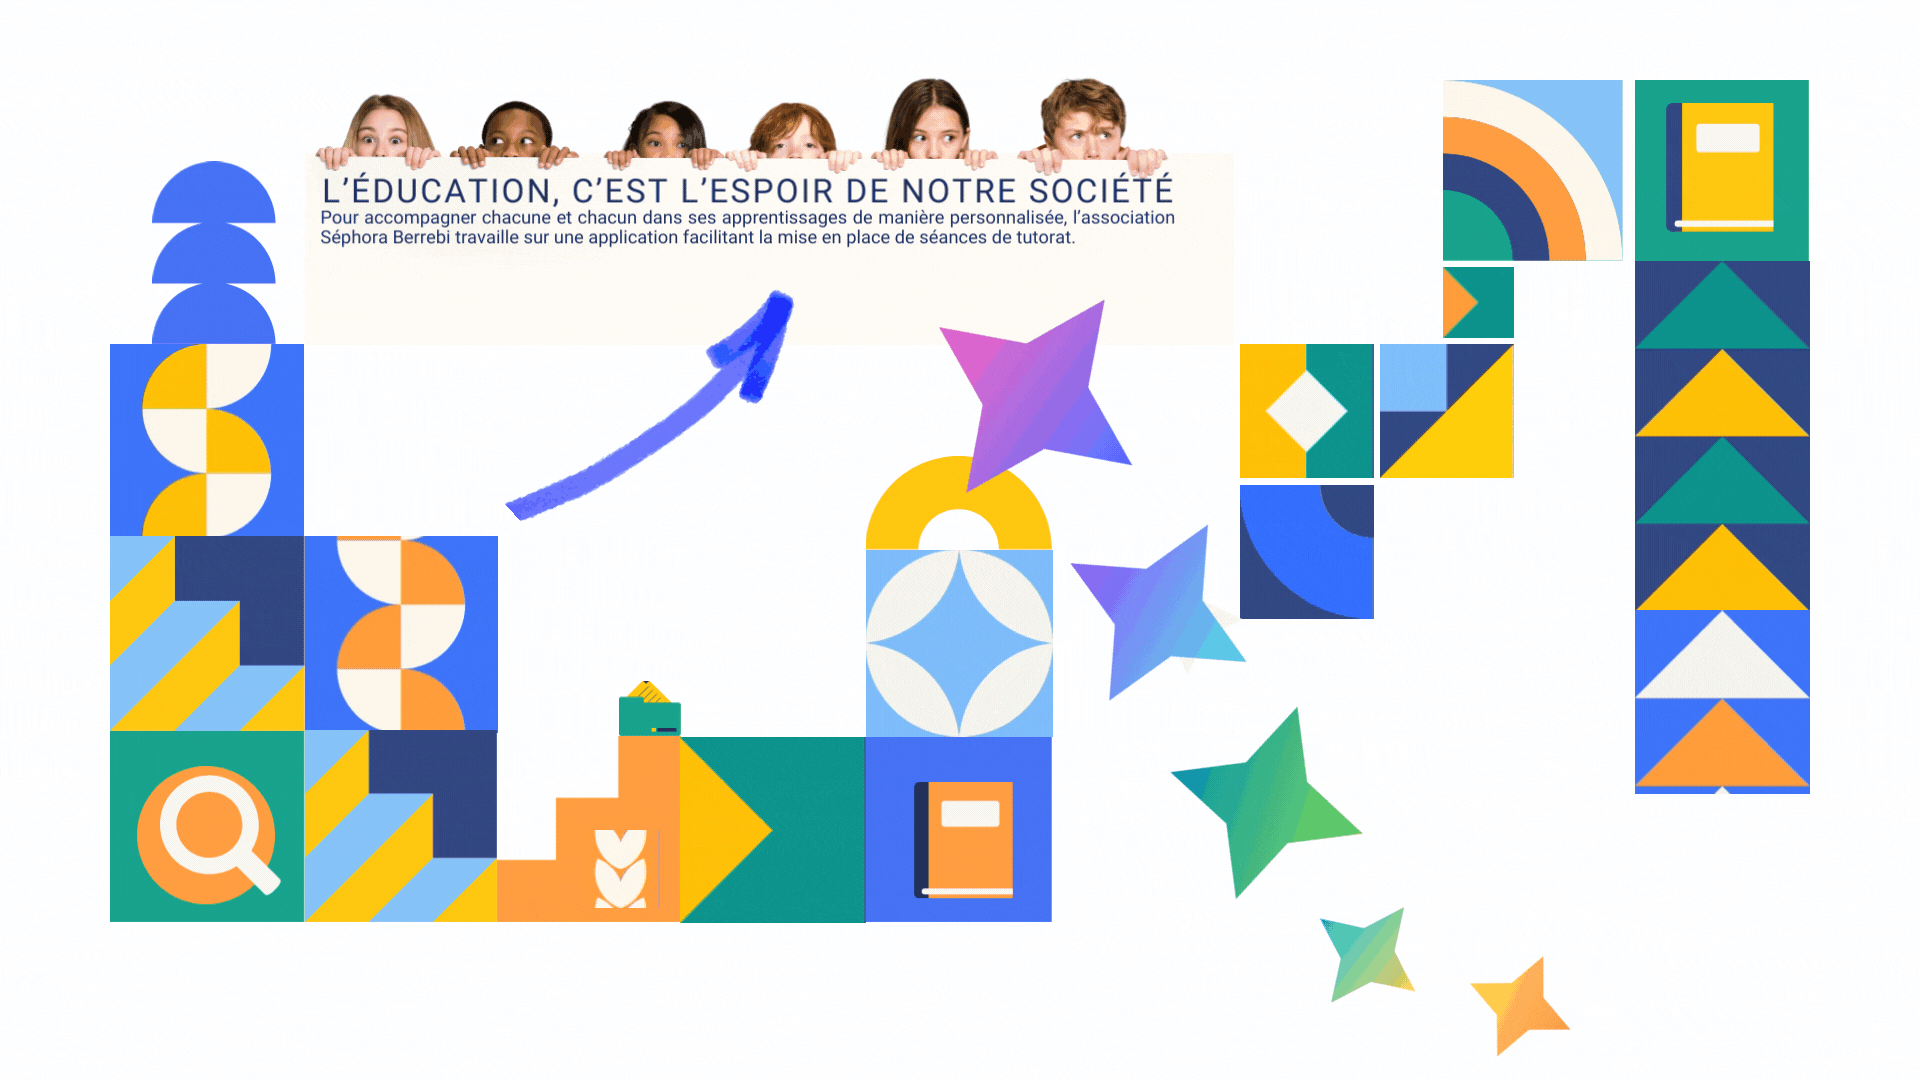 L’ÉDUCATION, C’EST L’ESPOIR DE NOTRE SOCIÉTÉ
Pour accompagner chacune et chacun dans ses apprentissages de manière personnalisée, l’association
Séphora Berrebi travaille sur une application facilitant la mise en place de séances de tutorat.